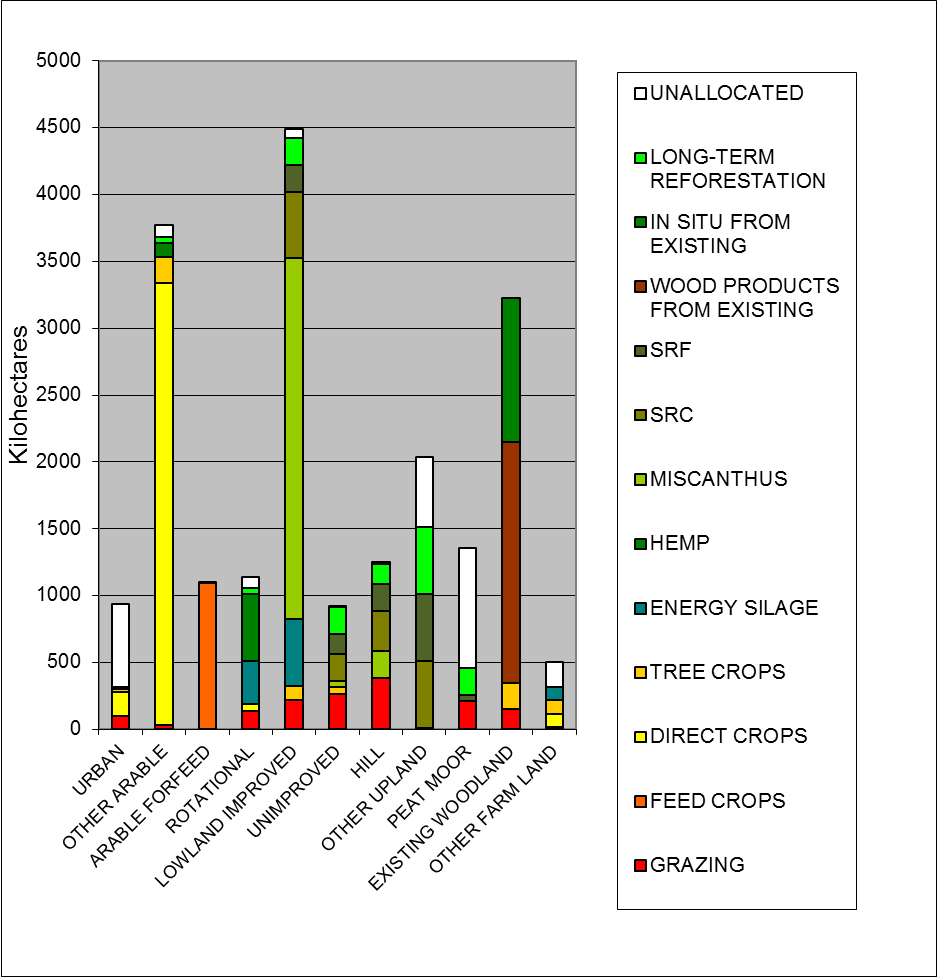 5000
4500
4000
3500
3000
2500
2000
1500
1000
500
0
Kilohectares
URBAN
OTHER ARABLE
ARABLE FORFEED
ROTATIONAL
LOWLAND IMPROVED
UNIMPROVED
HILL
OTHER UPLAND
PEAT MOOR
EXISTING WOODLAND
OTHER FARM LAND
UNALLOCATED
LONG-TERM
REFORESTATION
IN SITU FROM
EXISTING
WOOD PRODUCTS
FROM EXISTING
SRF
SRC
MISCANTHUS
HEMP
ENERGY SILAGE
TREE CROPS
DIRECT CROPS
FEED CROPS
GRAZING